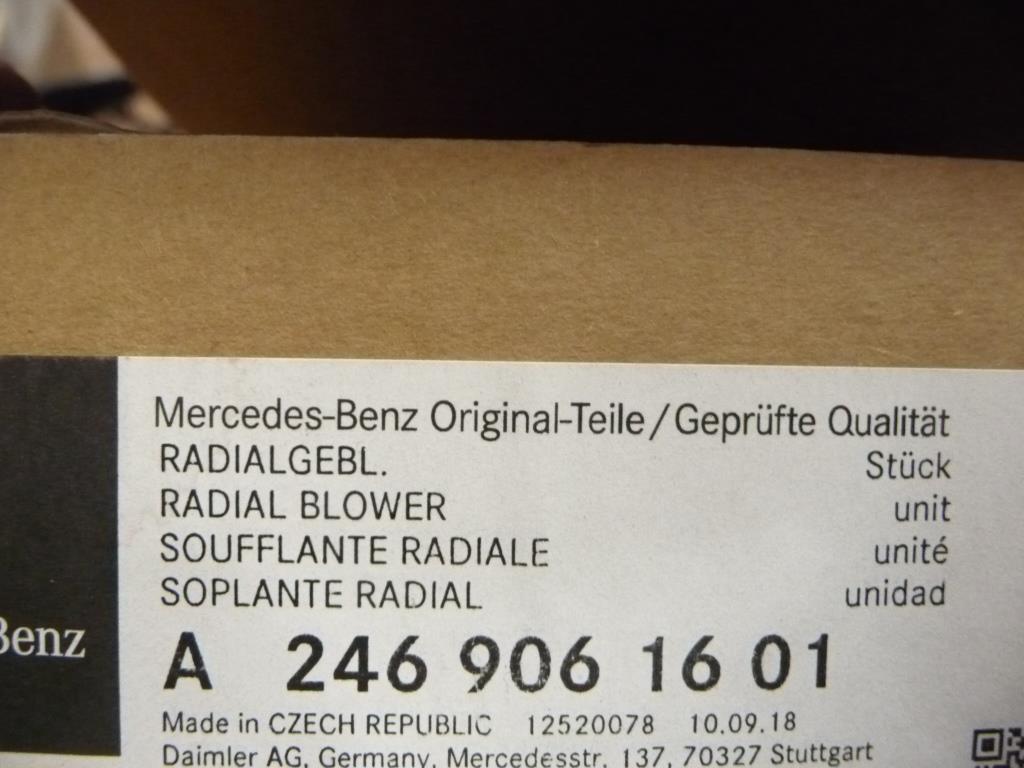 Mercedes-Benz Original-Teile/Geprüfte Qualität
RADIALGEBL. Stück
RADIAL BLOWER unit
SOUFFLANTE RADIALE unité
SOPLANTE RADIAL unidad
Benz
A 246 906 16 01
Made in CZECH REPUBLIC 12520078 10.09.18
Daimler AG, Germany, Mercedesstr. 137, 70327 Stuttgart